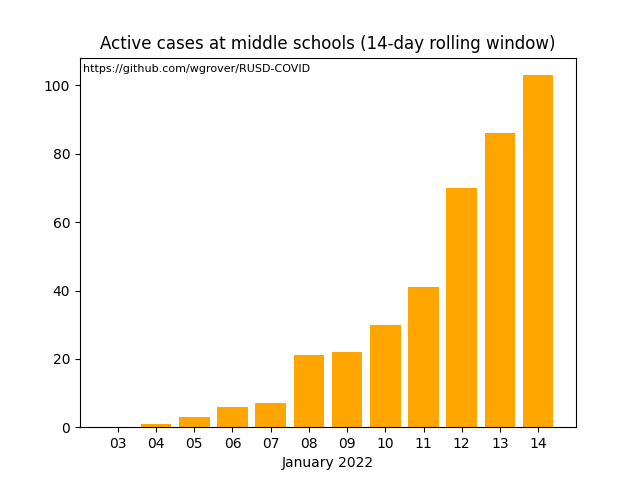 Active cases at middle schools (14-day rolling window)
https://github.com/wgrover/RUSD-COVID
100
80
60
40
20
0
03 04 05 06 07 08 09 10 11 12 13 14
January 2022